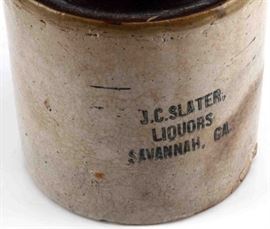 J.C.SLATER,
LIQUORS
SAVANNAH, GA.